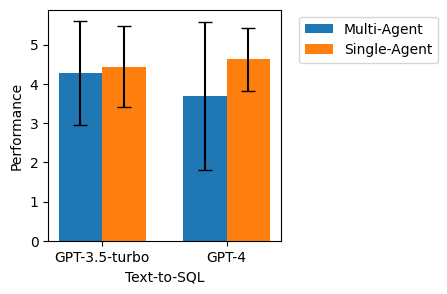 Multi-Agent
Single-Agent
Performance
5
4
3
2
1
0
GPT-3.5-turbo
GPT-4
Text-to-SQL